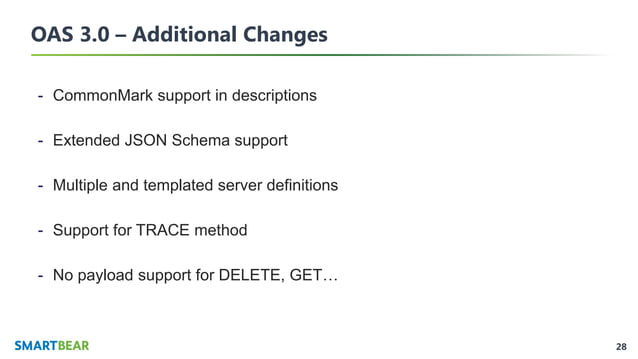 OAS 3.0 – Additional Changes
- CommonMark support in descriptions
- Extended JSON Schema support
- Multiple and templated server definitions
- Support for TRACE method
- No payload support for DELETE, GET…
SMARTBEAR
28